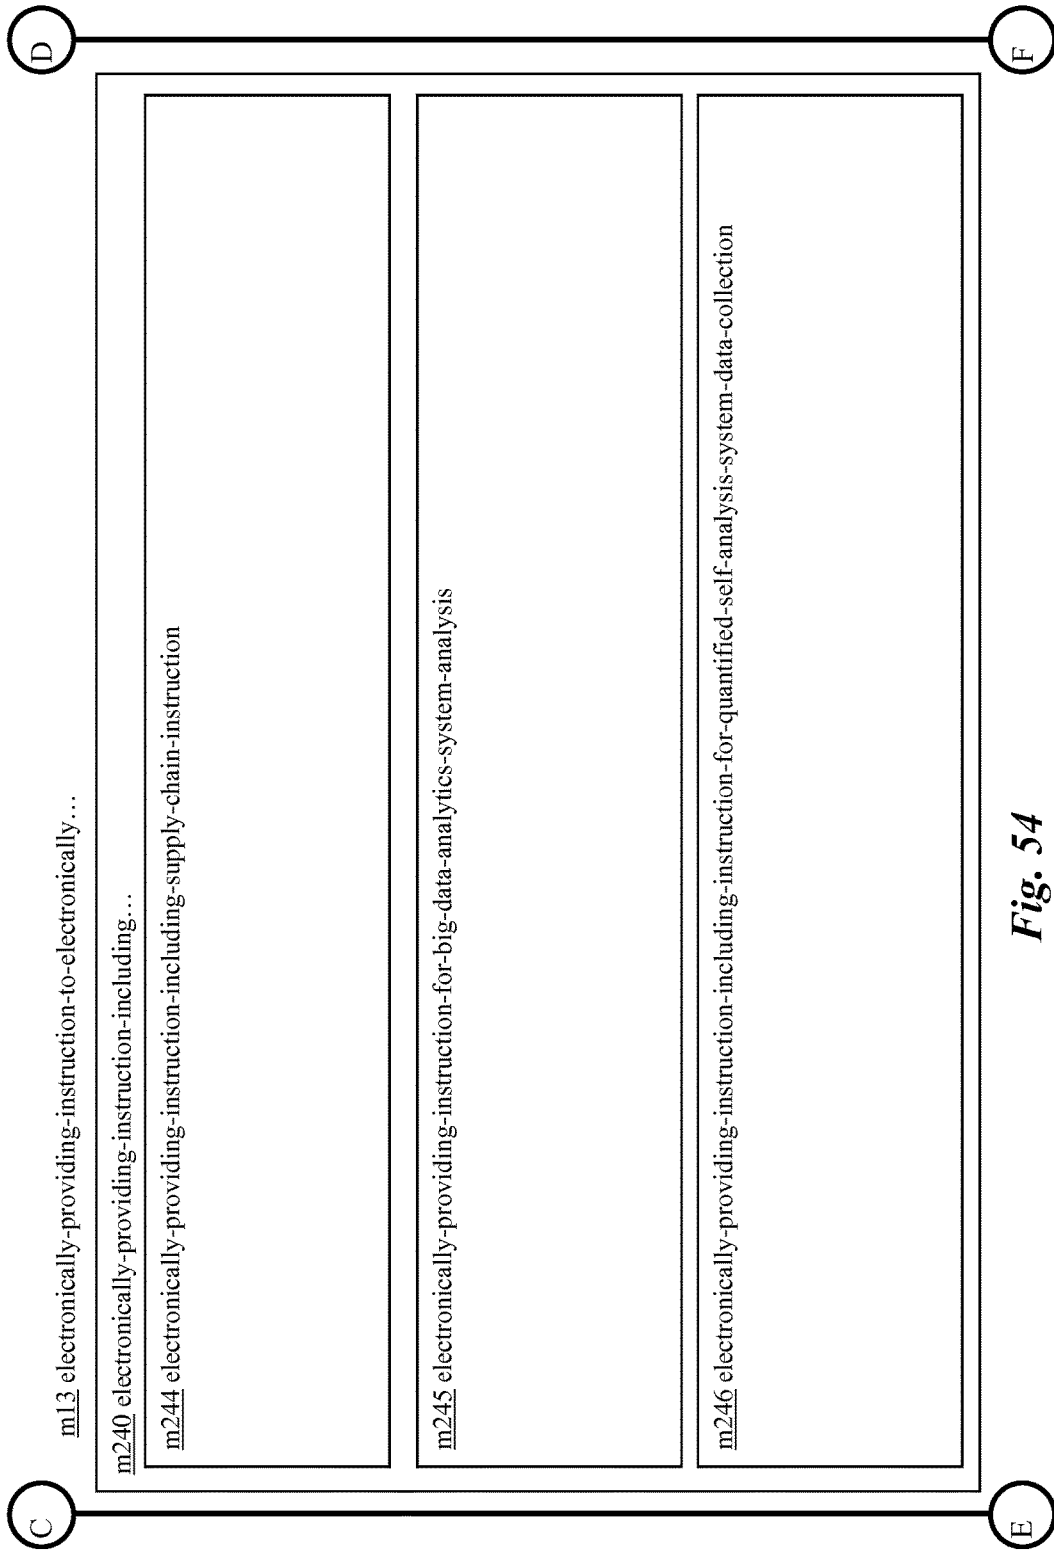 C
D
m13 electronically-providing-instruction-to-electronically…
m240 electronically-providing-instruction-including…
m244 electronically-providing-instruction-including-supply-chain-instruction
m245 electronically-providing-instruction-for-big-data-analytics-system-analysis
m246 electronically-providing-instruction-including-instruction-for-quantified-self-analysis-system-data-collection
E
F
Fig. 54